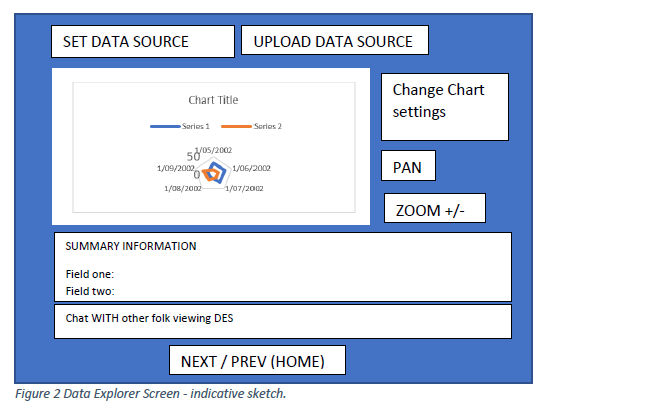 SET DATA SOURCE
UPLOAD DATA SOURCE
Chart Title
Series 1
Series 2
50
0
1/05/2002
1/06/2002
1/07/2002
1/08/2002
1/09/2002
Change Chart
settings
PAN
ZOOM +/-
SUMMARY INFORMATION
Field one:
Field two:
Chat WITH other folk viewing DES
NEXT / PREV (HOME)
Figure 2 Data Explorer Screen - indicative sketch.